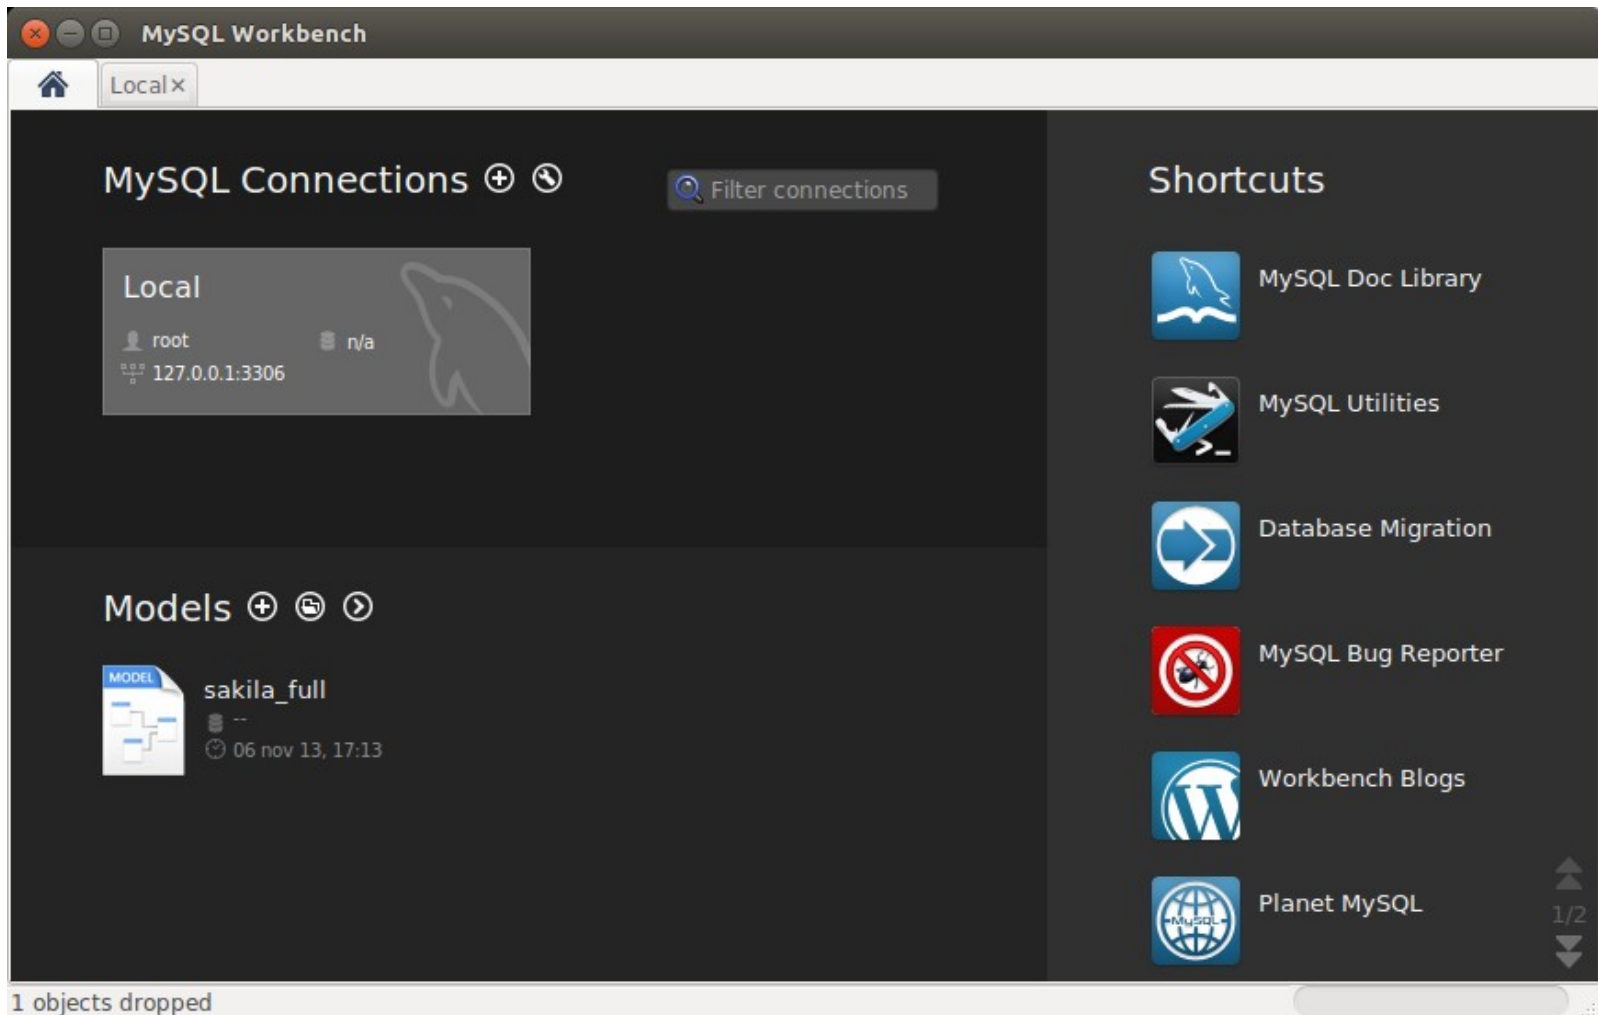 MySQL Workbench
Local
MySQL Connections
Filter connections
Local
root
n/a
127.0.0.1:3306
Models
MODEL
sakila_full
--
06 nov 13, 17:13
Shortcuts
MySQL Doc Library
MySQL Utilities
Database Migration
MySQL Bug Reporter
Workbench Blogs
MySQL
Planet MySQL
1/2
1 objects dropped